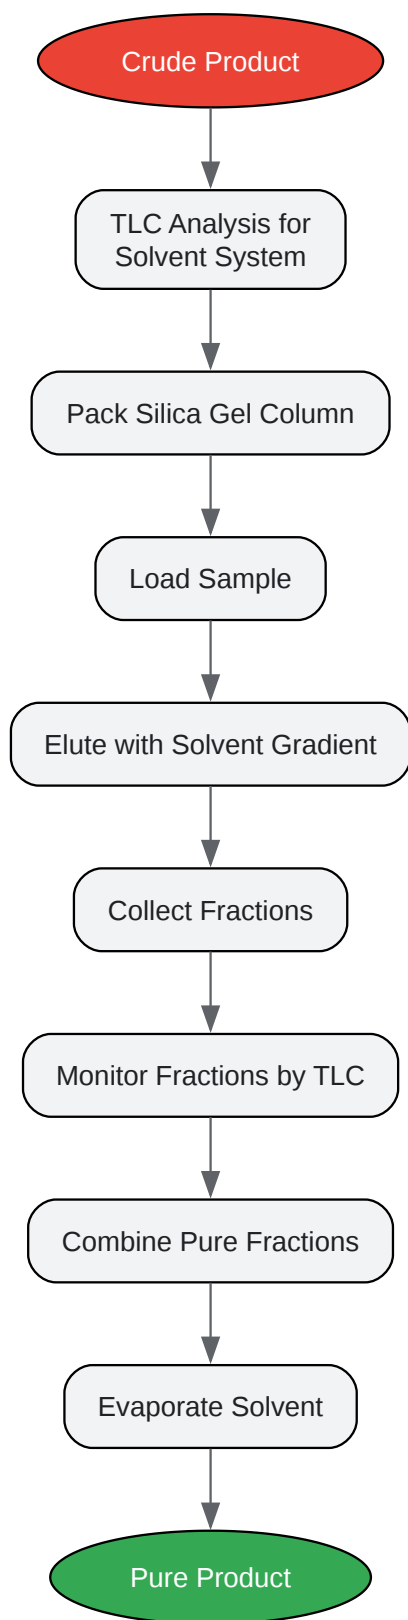 Crude Product
TLC Analysis for
Solvent System
Pack Silica Gel Column
Load Sample
Elute with Solvent Gradient
Collect Fractions
Monitor Fractions by TLC
Combine Pure Fractions
Evaporate Solvent
Pure Product